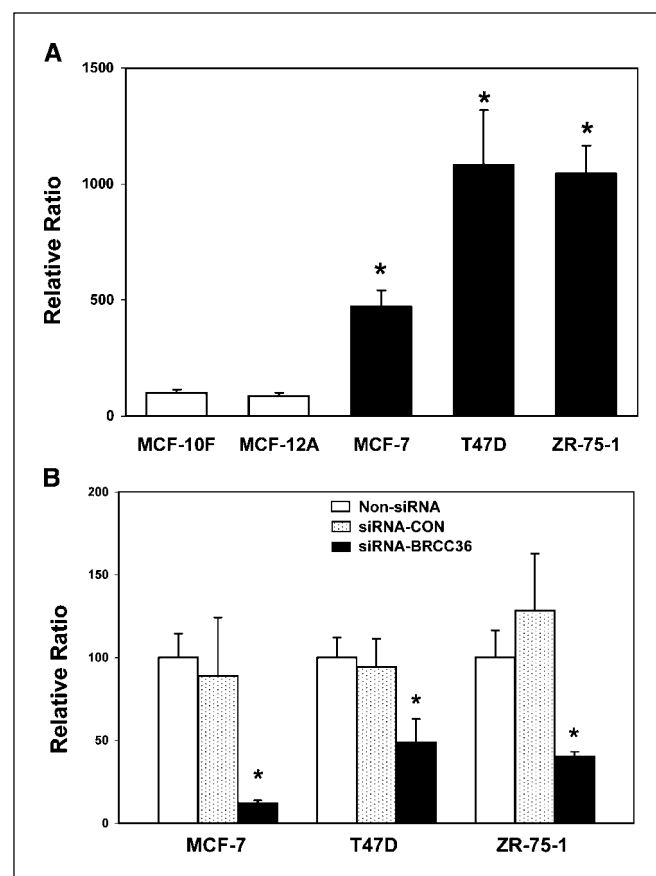 A
1500
1000
500
0
Relative Ratio
* * *
MCF-10F MCF-12A MCF-7 T47D ZR-75-1
B
200
150
100
50
0
Relative Ratio
Non-siRNA
siRNA-CON
siRNA-BRCC36
* * *
MCF-7 T47D ZR-75-1